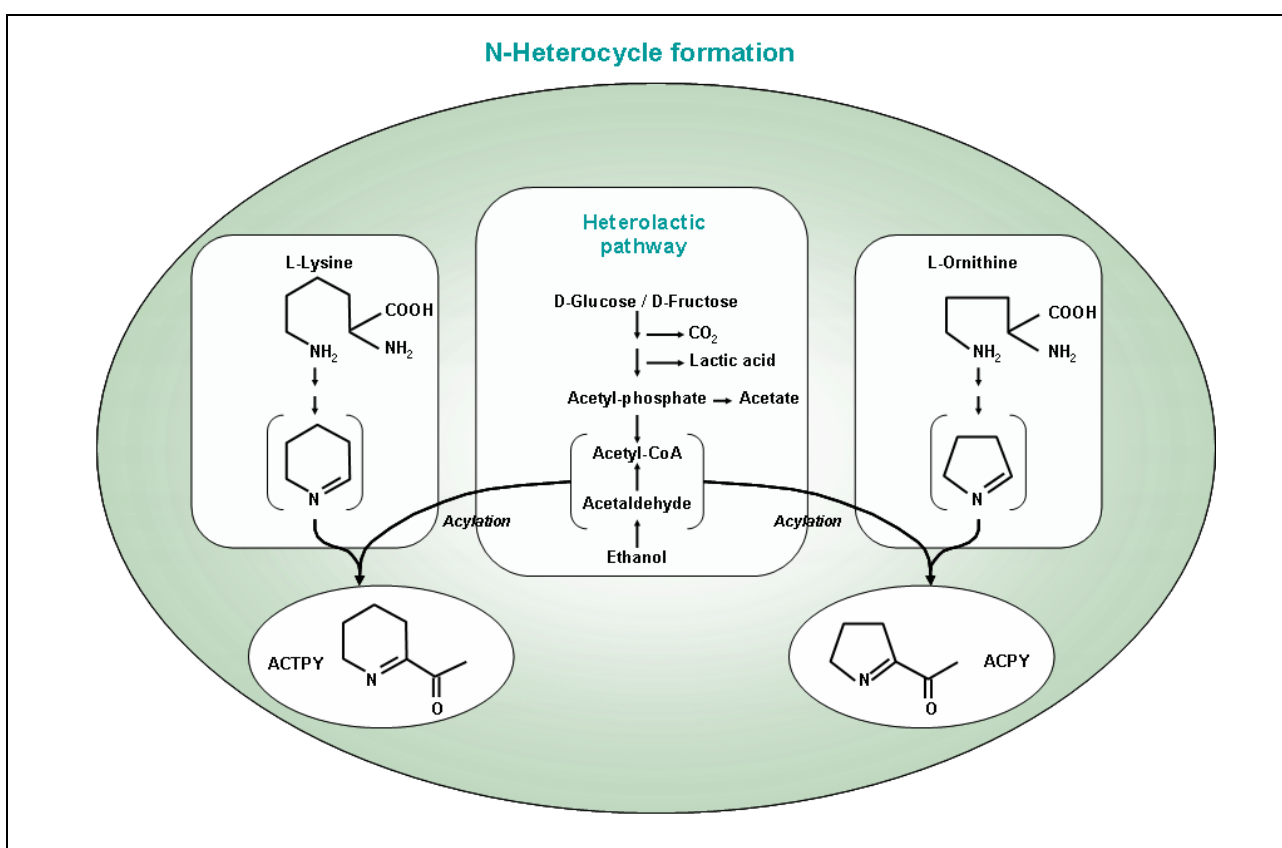 N-Heterocycle formation
Heterolactic
pathway
L-Lysine
COOH
NH2
NH2
N
D-Glucose / D-Fructose
CO2
Lactic acid
Acetyl-phosphate
Acetate
Acetyl-CoA
Acetaldehyde
Ethanol
L-Ornithine
COOH
NH2
NH2
N
Acylation
Acylation
ACTPY
N
O
N
O
ACPY